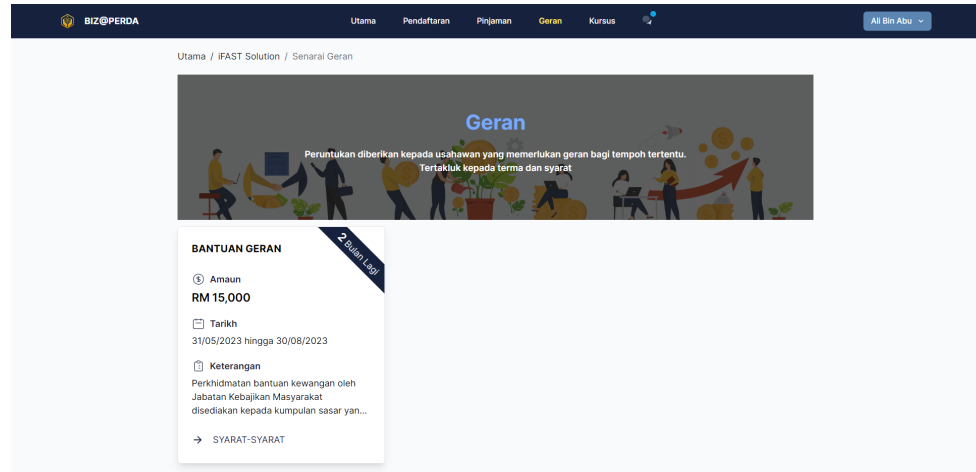 BIZ@PERDA
Utama Pendaftaran Pinjaman Geran Kursus
Ali Bin Abu
Utama / iFAST Solution / Senarai Geran
Geran
Peruntukan diberikan kepada usahawan yang memerlukan geran bagi tempoh tertentu.
Tertakluk kepada terma dan syarat
BANTUAN GERAN
2 Bulan Lagi
Amaun
RM 15,000
Tarikh
31/05/2023 hingga 30/08/2023
Keterangan
Perkhidmatan bantuan kewangan oleh
Jabatan Kebajikan Masyarakat
disediakan kepada kumpulan sasar yan...
→ SYARAT-SYARAT